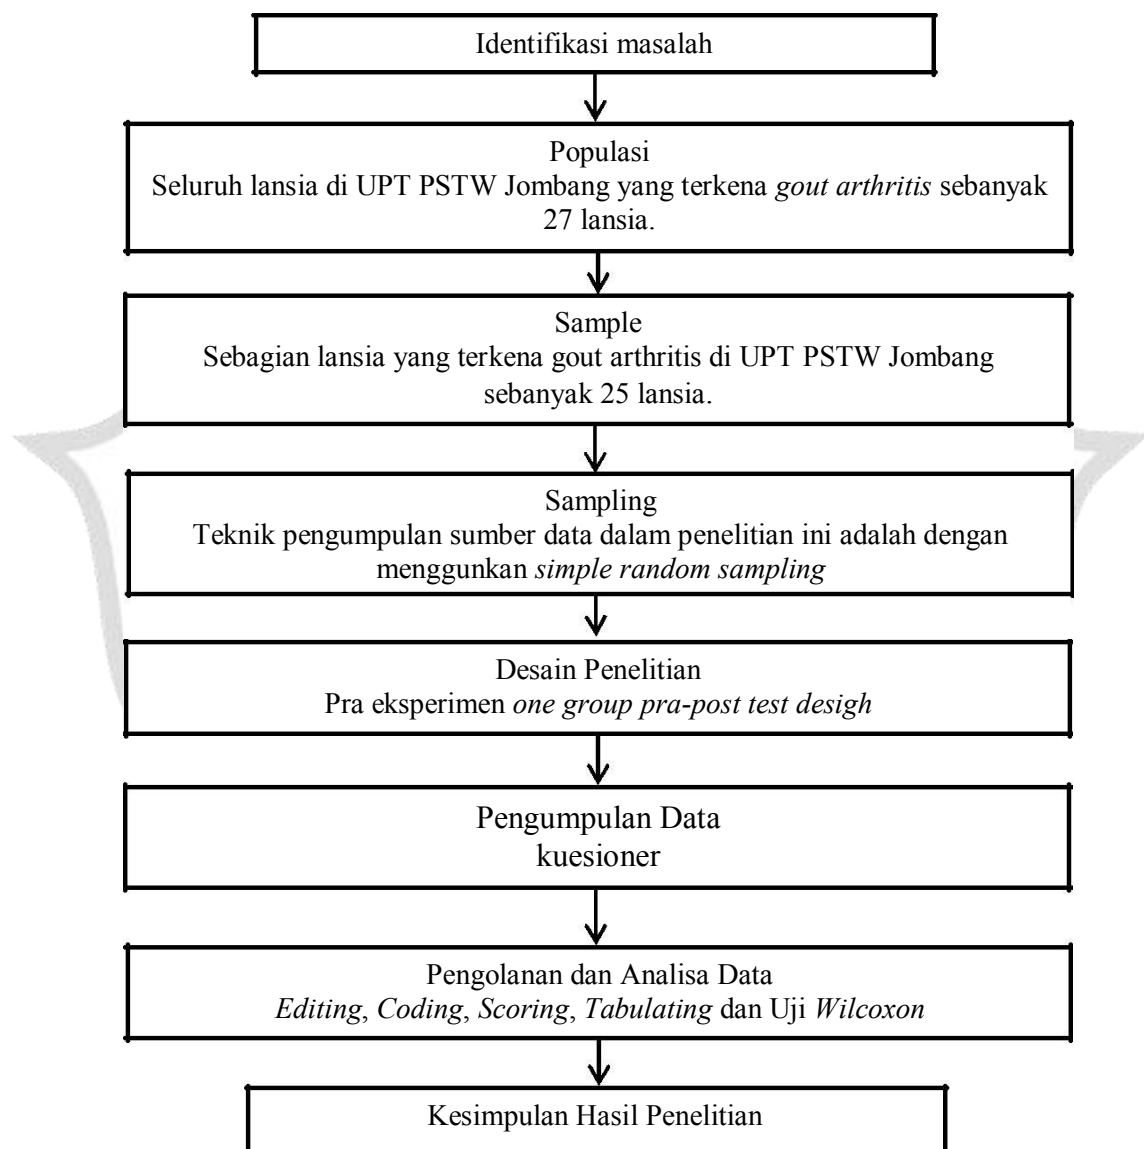 Identifikasi masalah
Populasi
Seluruh lansia di UPT PSTW Jombang yang terkena gout arthritis sebanyak
27 lansia.
Sample
Sebagian lansia yang terkena gout arthritis di UPT PSTW Jombang
sebanyak 25 lansia.
Sampling
Teknik pengumpulan sumber data dalam penelitian ini adalah dengan
menggunkan simple random sampling
Desain Penelitian
Pra eksperimen one group pra-post test desigh
Pengumpulan Data
kuesioner
Pengolanan dan Analisa Data
Editing, Coding, Scoring, Tabulating dan Uji Wilcoxon
Kesimpulan Hasil Penelitian